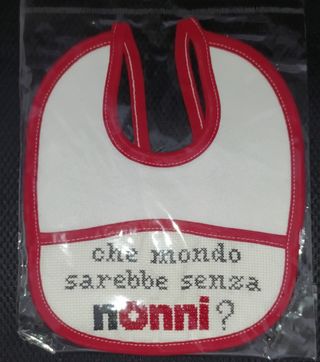 che mondo
sarebbe senza
nonni?